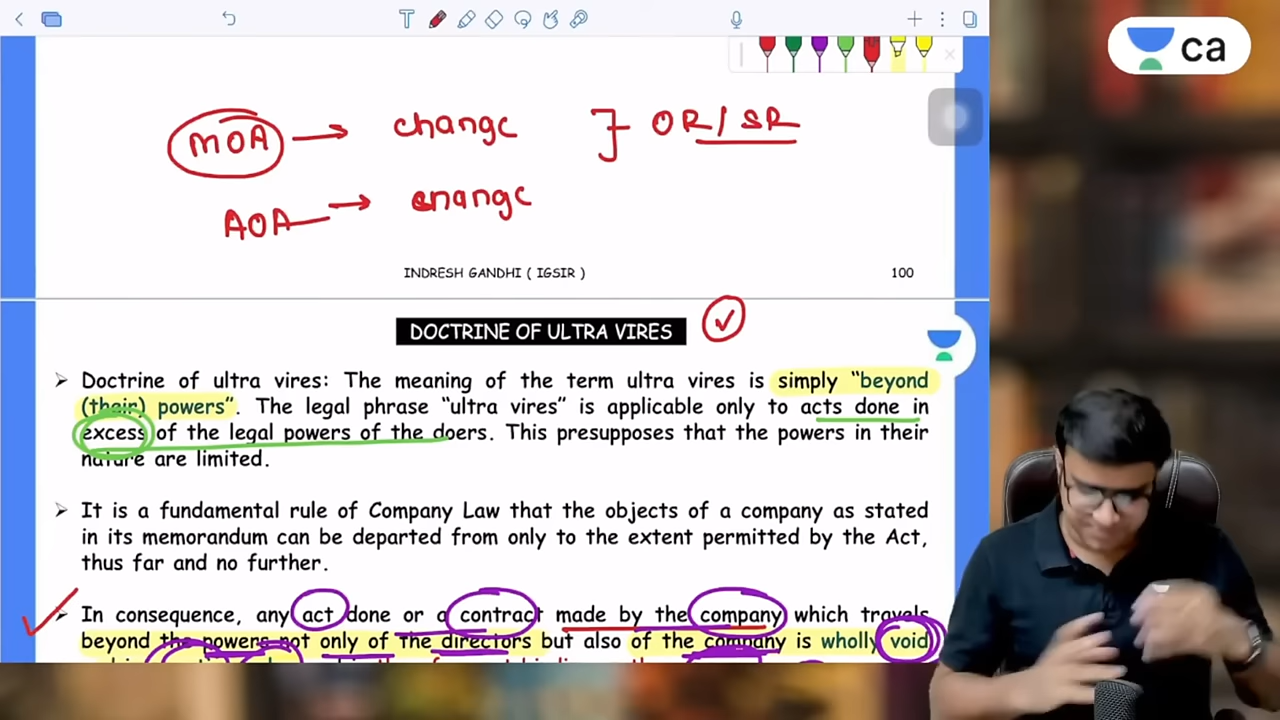 ca
MOA → change } OR/SR
AOA → change
INDRESH GANDHI ( IGSIR ) 100
DOCTRINE OF ULTRA VIRES
➢ Doctrine of ultra vires: The meaning of the term ultra vires is simply “beyond
(their) powers”. The legal phrase “ultra vires” is applicable only to acts done in
excess of the legal powers of the doers. This presupposes that the powers in their
nature are limited.
➢ It is a fundamental rule of Company Law that the objects of a company as stated
in its memorandum can be departed from only to the extent permitted by the Act,
thus far and no further.
➢ In consequence, any act done or a contract made by the company which travels
beyond the powers not only of the directors but also of the company is wholly void